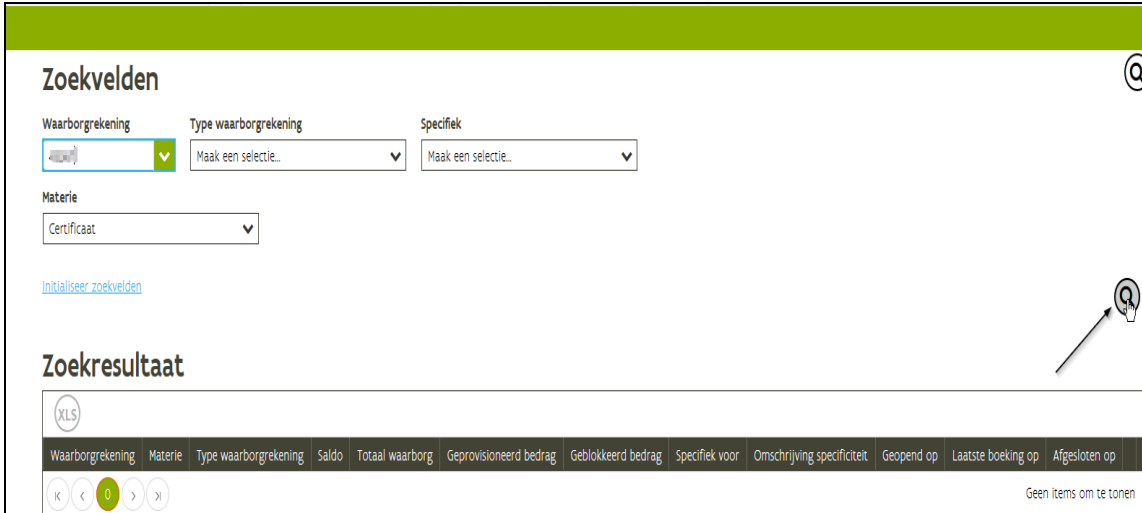 Zoekvelden
Waarborgrekening Type waarborgrekening Specifiek
Maak een selectie... Maak een selectie...
Materie
Certificaat
Initialiseer zoekvelden
Zoekresultaat
XLS
Waarborgrekening Materie Type waarborgrekening Saldo Totaal waarborg Geprovisioneerd bedrag Geblokkeerd bedrag Specifiek voor Omschrijving specificiteit Geopend op Laatste boeking op Afgesloten op
0 Geen items om te tonen